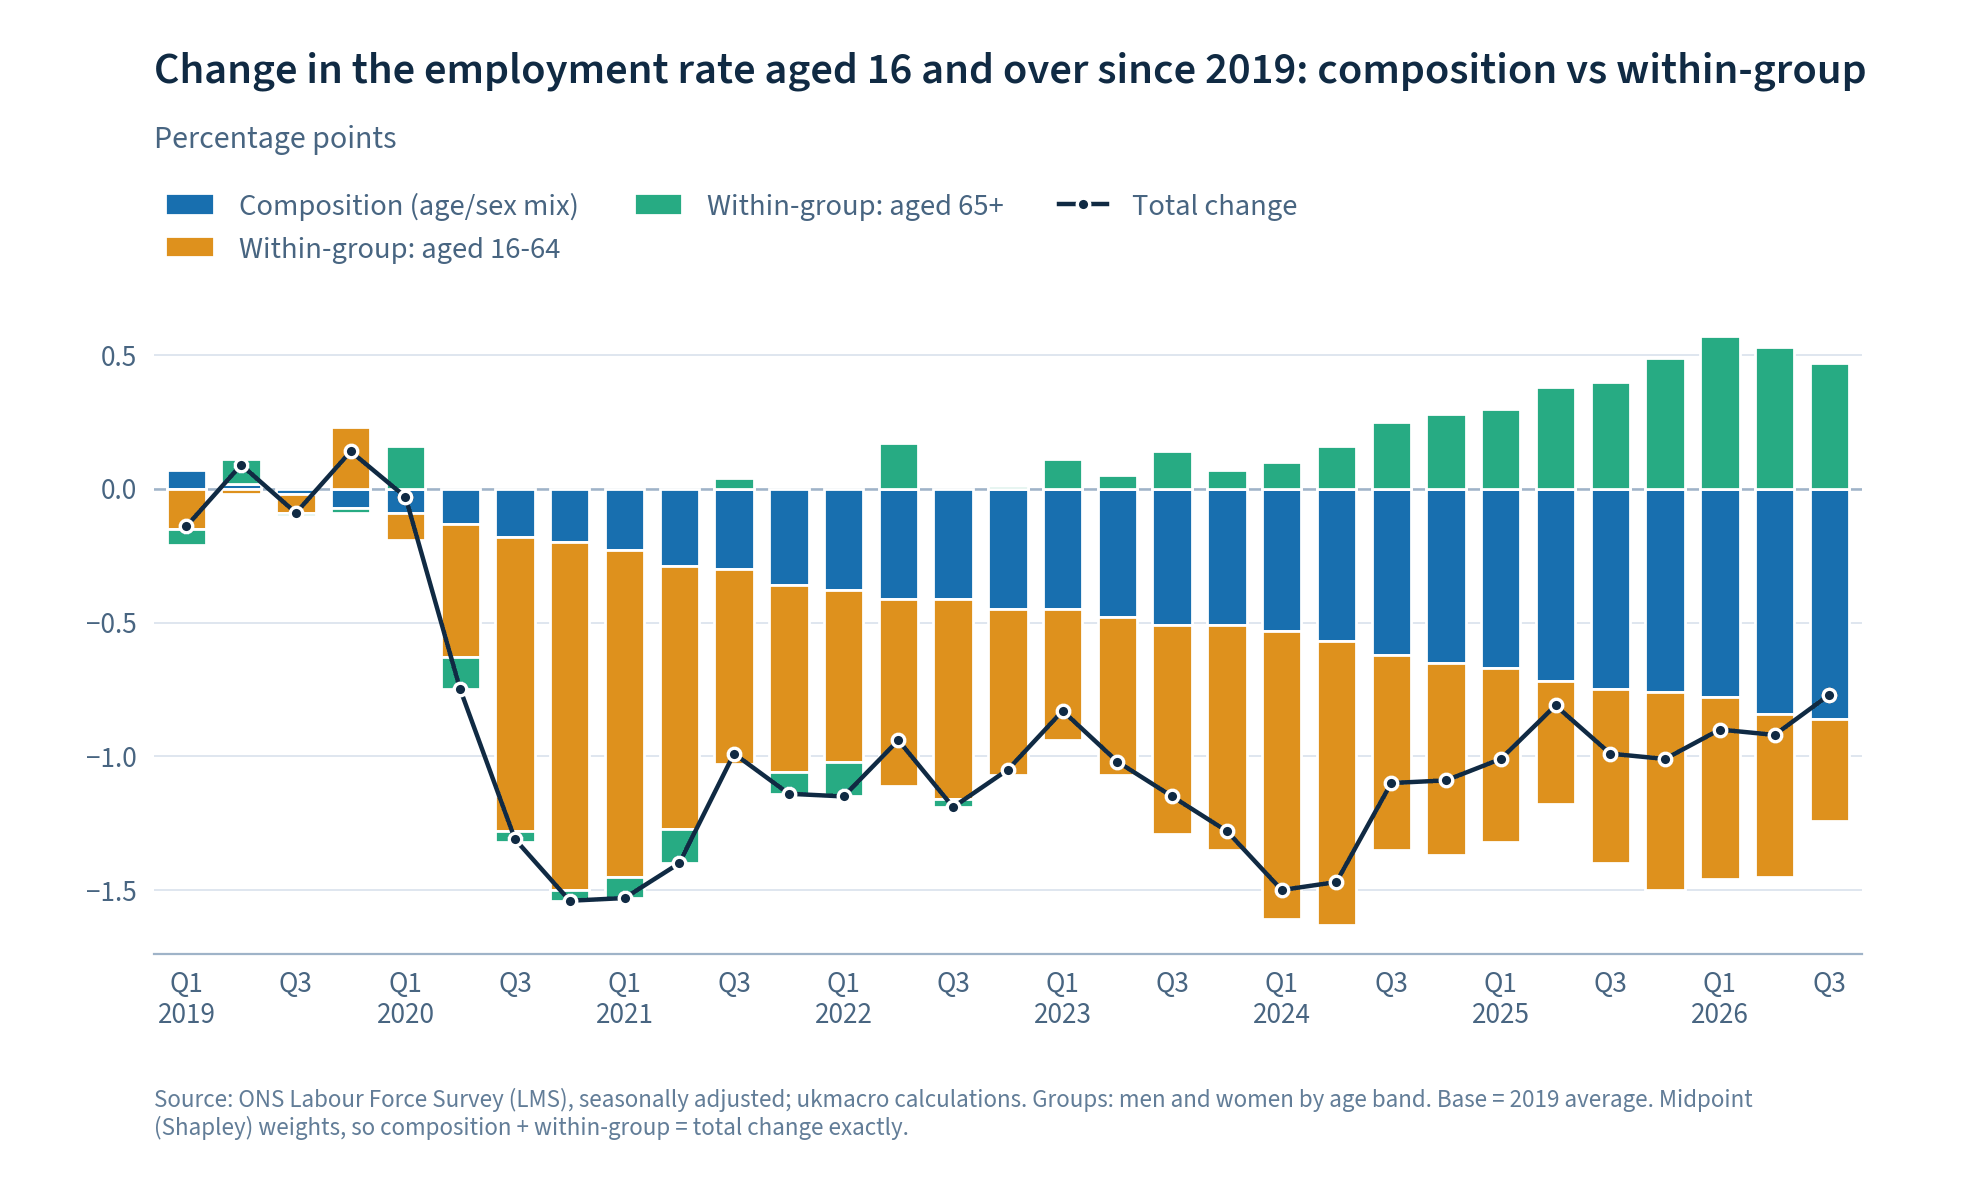 Change in the employment rate aged 16 and over since 2019: composition vs within-group
Percentage points
Composition (age/sex mix)
Within-group: aged 65+
Total change
Within-group: aged 16-64
0.5
0.0
−0.5
−1.0
−1.5
Q1 Q3 Q1 Q3 Q1 Q3 Q1 Q3 Q1 Q3 Q1 Q3 Q1 Q3 Q1 Q3
2019 2020 2021 2022 2023 2024 2025 2026
Source: ONS Labour Force Survey (LMS), seasonally adjusted; ukmacro calculations. Groups: men and women by age band. Base = 2019 average. Midpoint
(Shapley) weights, so composition + within-group = total change exactly.